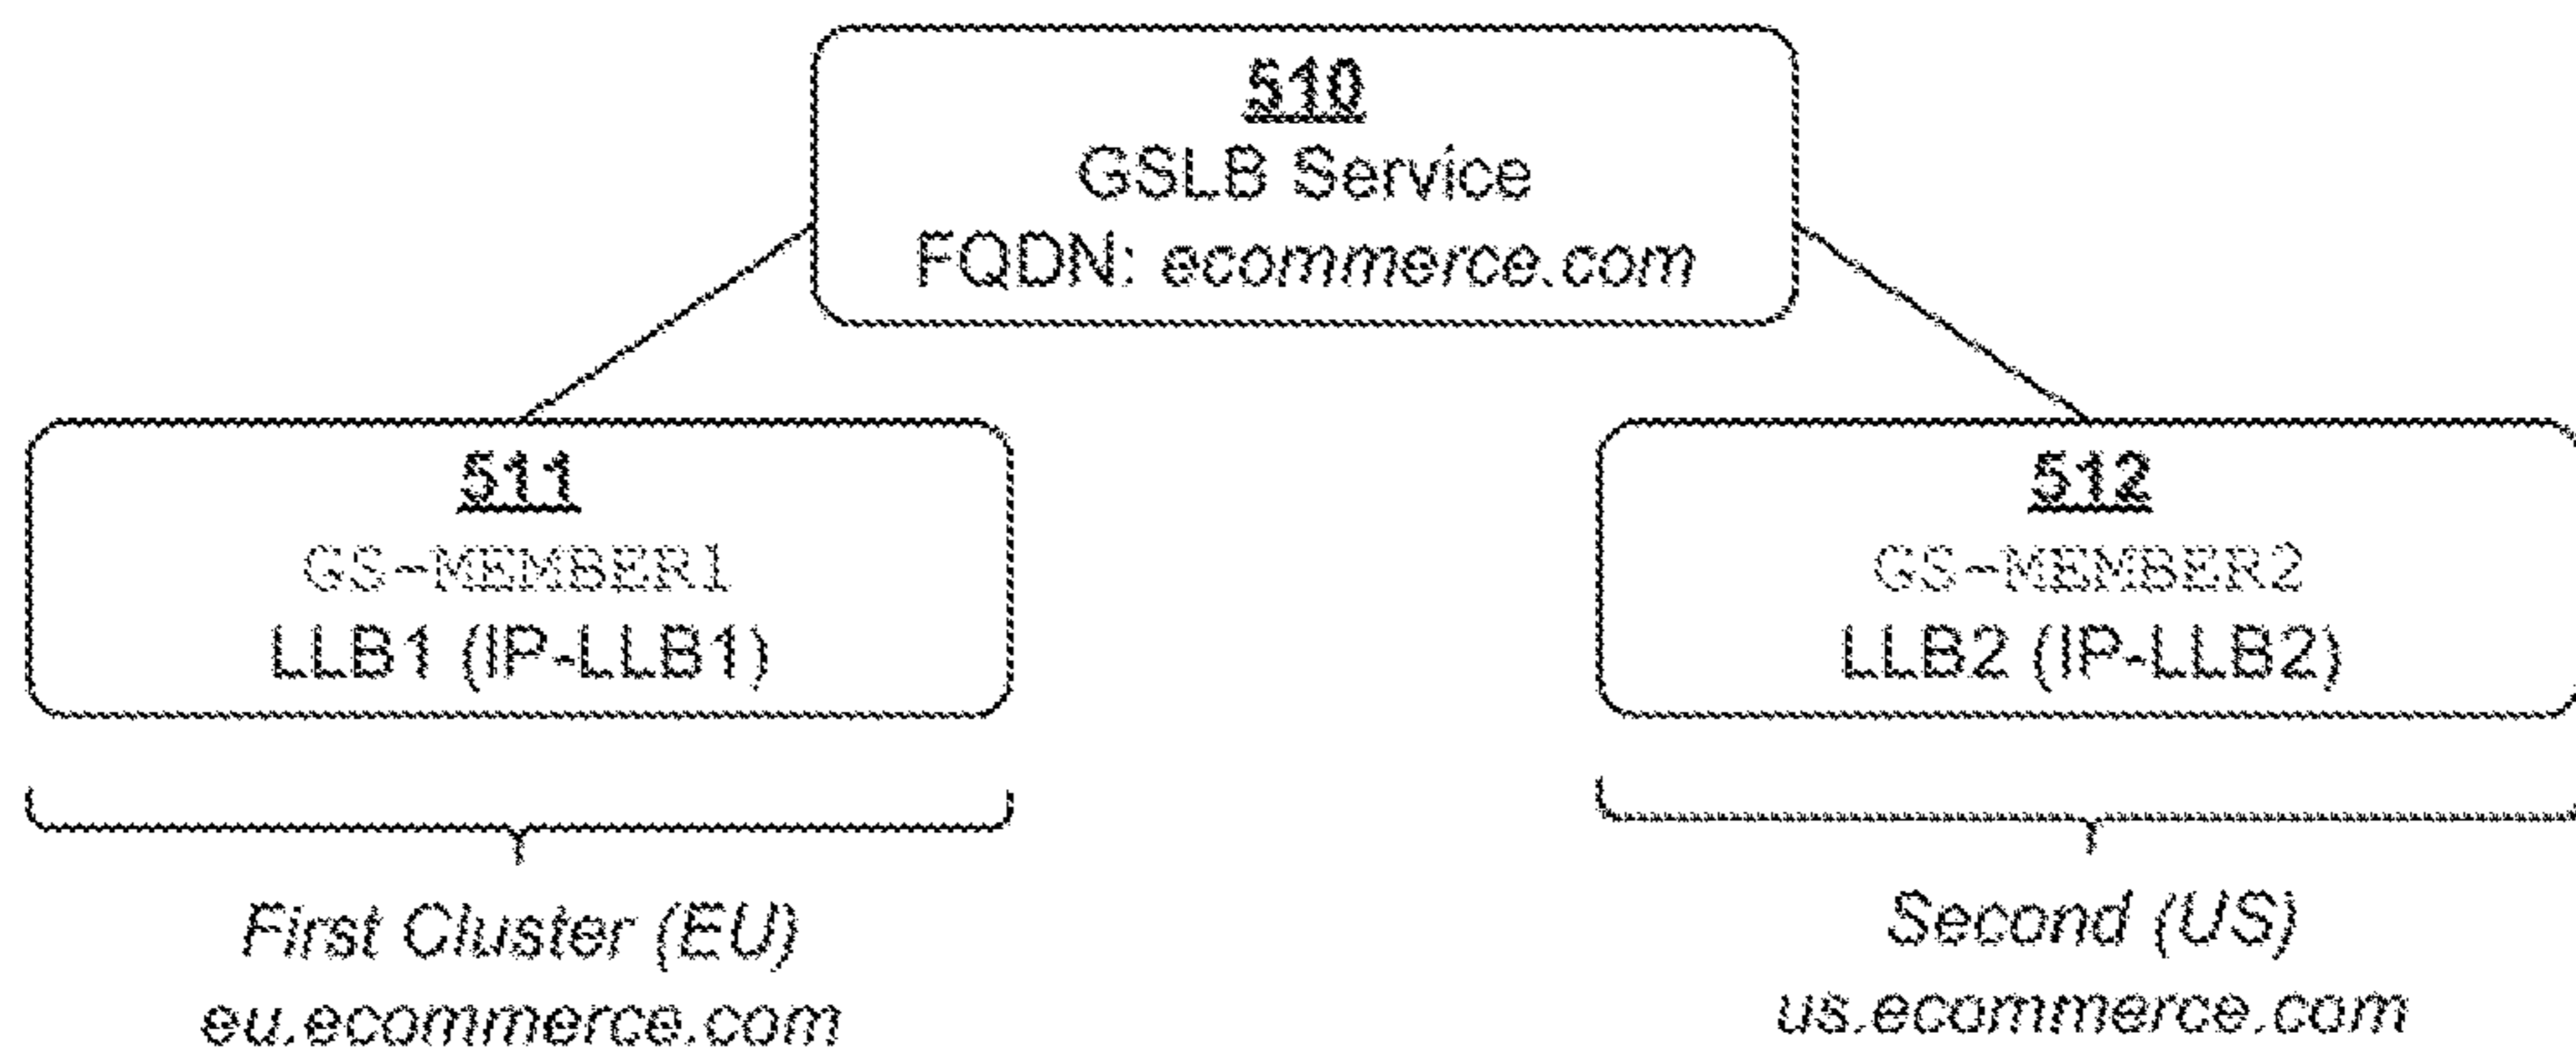 510
GSLB Service
FQDN: ecommerce.com
511
GS-MEMBER1
LLB1 (IP-LLB1)
512
GS-MEMBER2
LLB2 (IP-LLB2)
First Cluster (EU)
eu.ecommerce.com
Second (US)
us.ecommerce.com